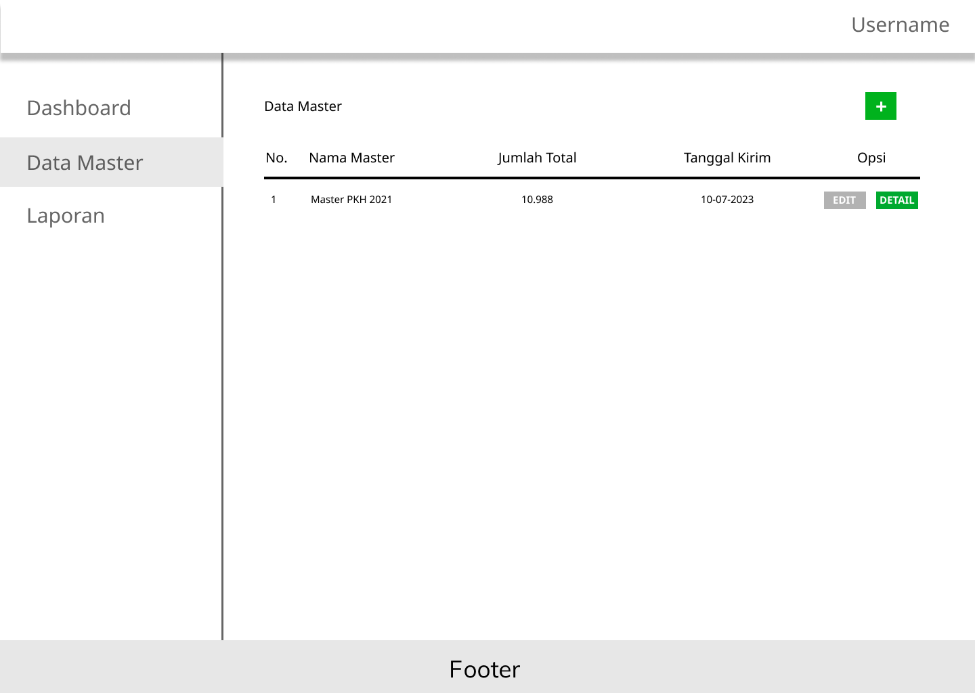 Username
Dashboard
Data Master
Laporan
Data Master +
No. Nama Master Jumlah Total Tanggal Kirim Opsi
1 Master PKH 2021 10.988 10-07-2023 EDIT DETAIL
Footer